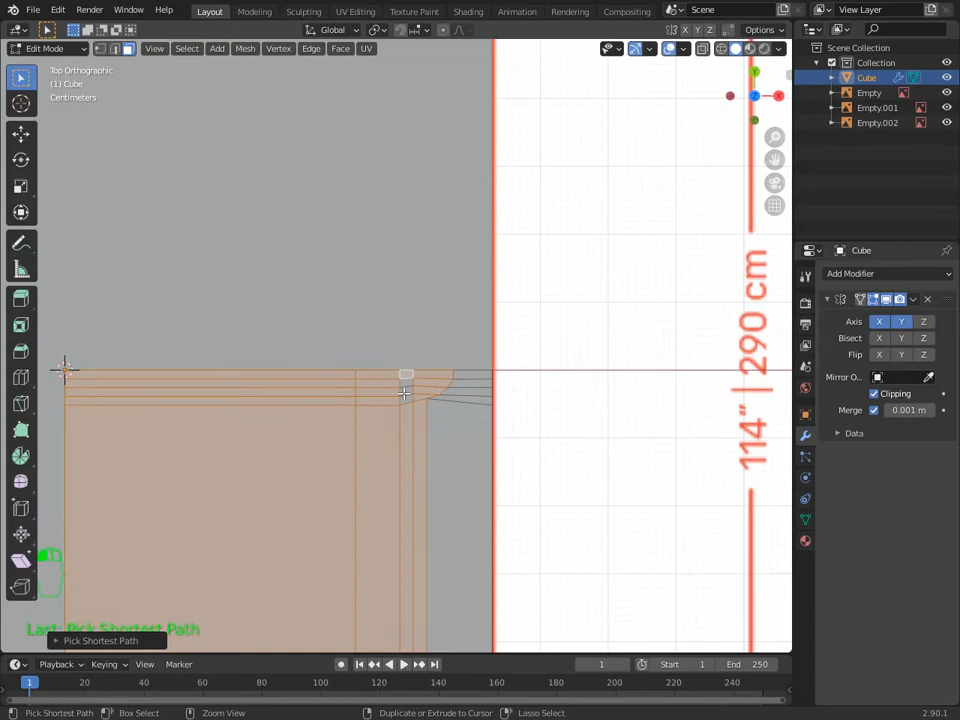 File Edit Render Window Help
Layout Modeling Sculpting UV Editing Texture Paint Shading Animation Rendering Compositing
Scene View Layer
Global Options
Edit Mode View Select Add Mesh Vertex Edge Face UV
X Y Z
Top Orthographic
(1) Cube
Centimeters
Y
Z
X
114" | 290 cm
Last: Pick Shortest Path
Pick Shortest Path
Scene Collection
Collection
Cube
Empty
Empty.001
Empty.002
Cube
Add Modifier
Axis X Y Z
Bisect X Y Z
Flip X Y Z
Mirror O...
Clipping
Merge 0.001 m
Data
Playback Keying View Marker
1 Start 1 End 250
1 20 40 60 80 100 120 140 160 180 200 220 240
Pick Shortest Path Box Select Zoom View Duplicate or Extrude to Cursor Lasso Select 2.90.1